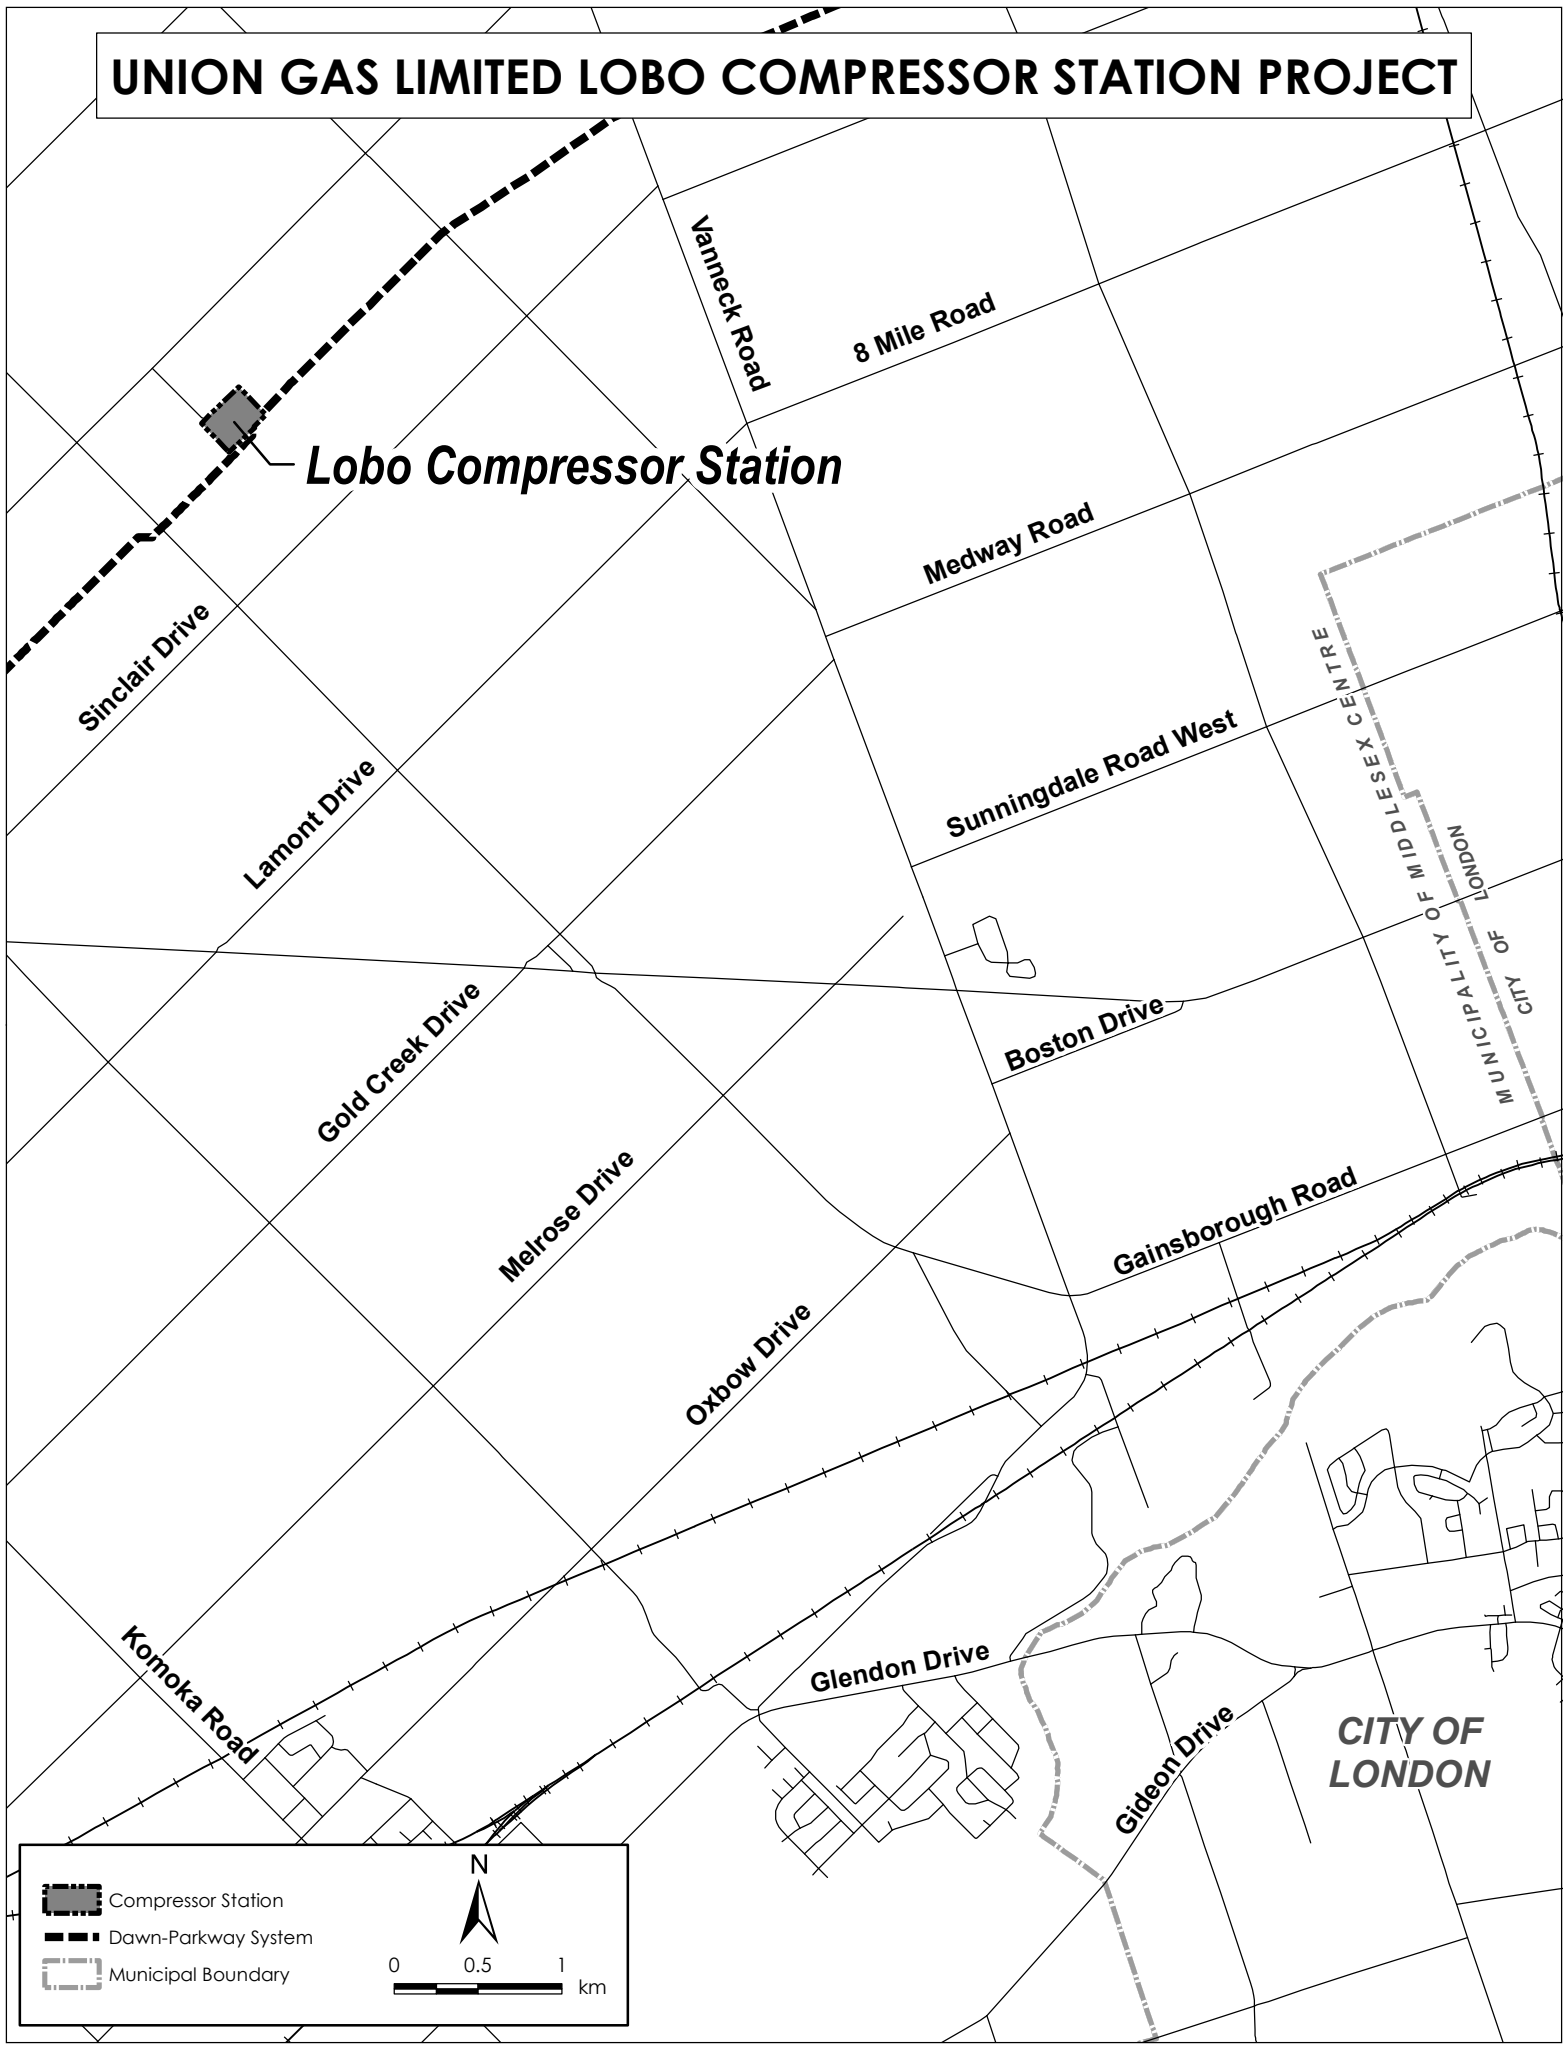 UNION GAS LIMITED LOBO COMPRESSOR STATION PROJECT
Vanneck Road
8 Mile Road
Lobo Compressor Station
Medway Road
Sinclair Drive
MUNICIPALITY OF MIDDLESEX CENTRE
Sunningdale Road West
Lamont Drive
CITY OF LONDON
Gold Creek Drive
Boston Drive
Melrose Drive
Gainsborough Road
Oxbow Drive
Komoka Road
Glendon Drive
Gideon Drive
CITY OF
LONDON
N
Compressor Station
Dawn-Parkway System
Municipal Boundary
0 0.5 1
km